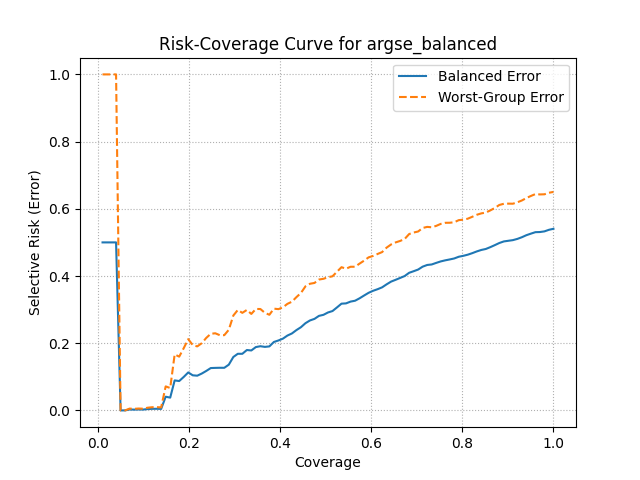 Risk-Coverage Curve for argse_balanced
Balanced Error
Worst-Group Error
Selective Risk (Error)
1.0
0.8
0.6
0.4
0.2
0.0
0.0 0.2 0.4 0.6 0.8 1.0
Coverage